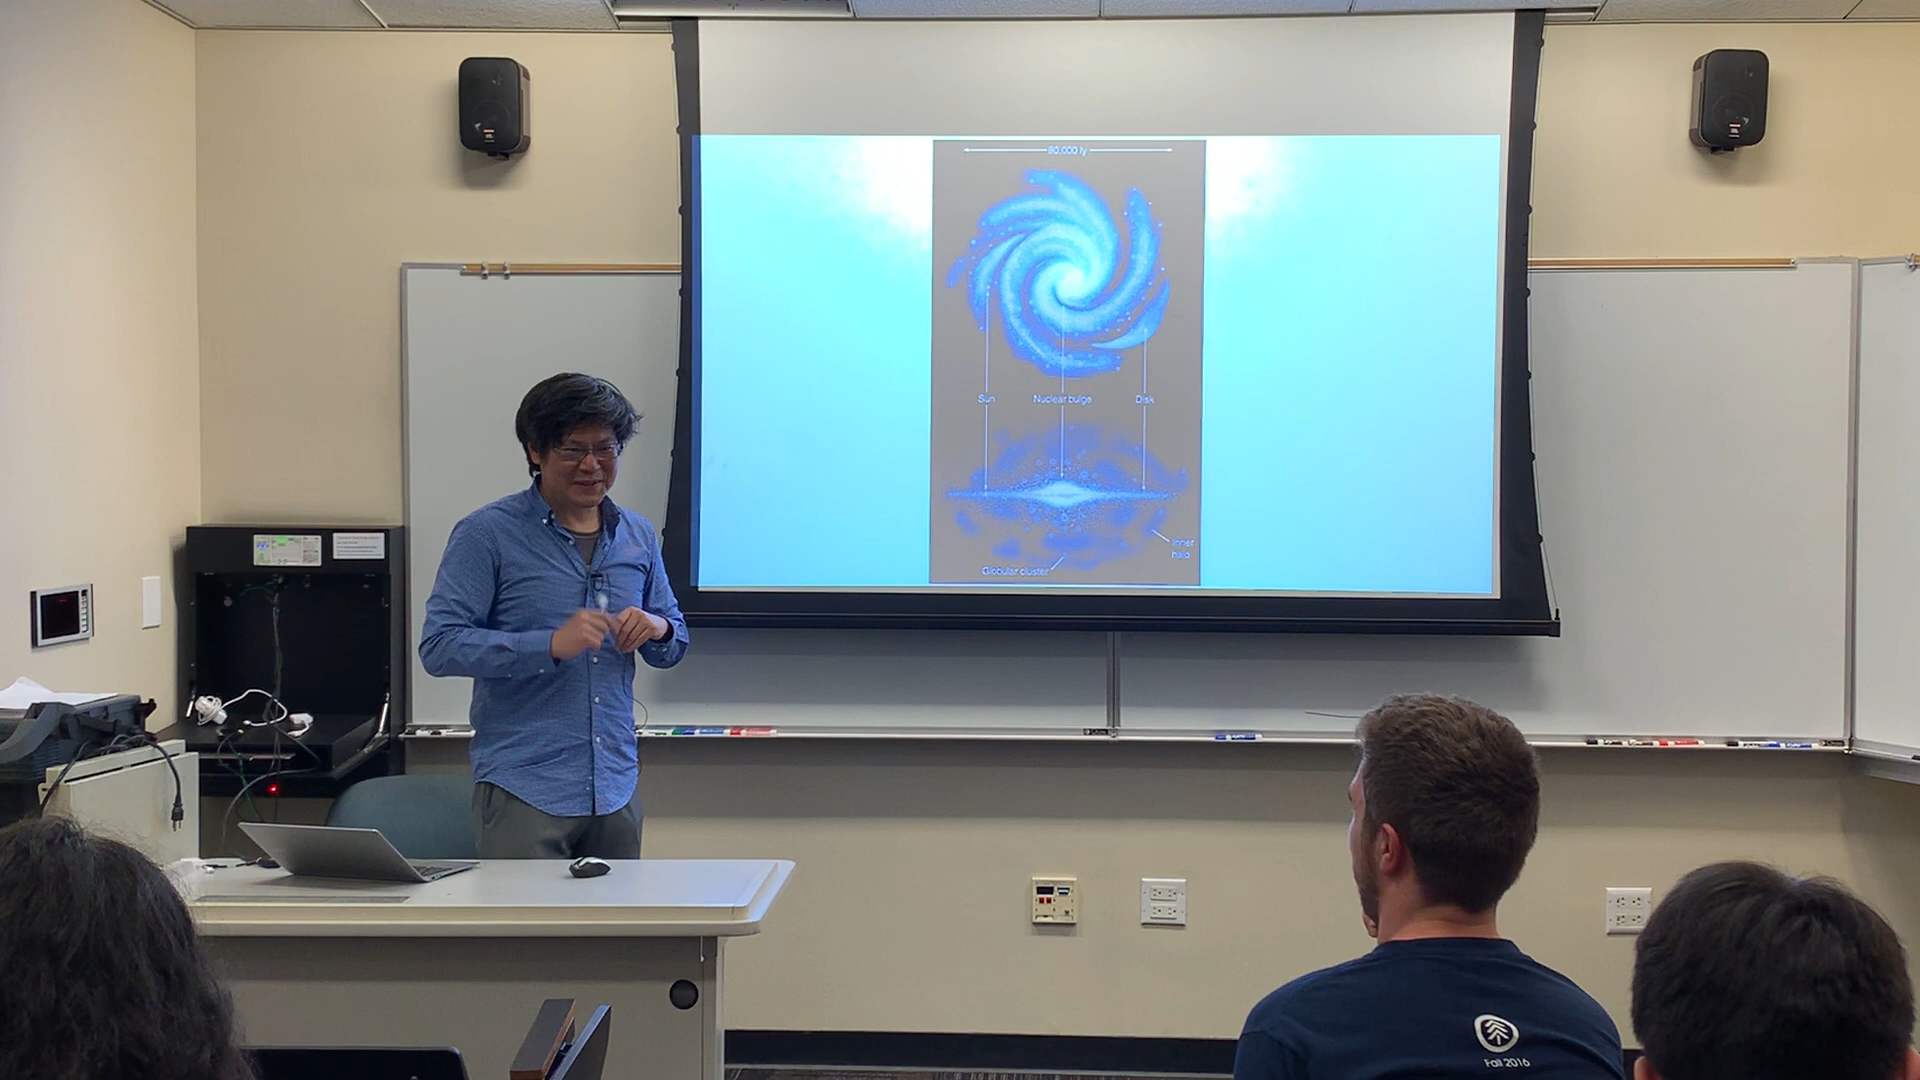 80,000 ly
Sun
Nuclear bulge
Disk
Inner
halo
Globular cluster
Fall 2016